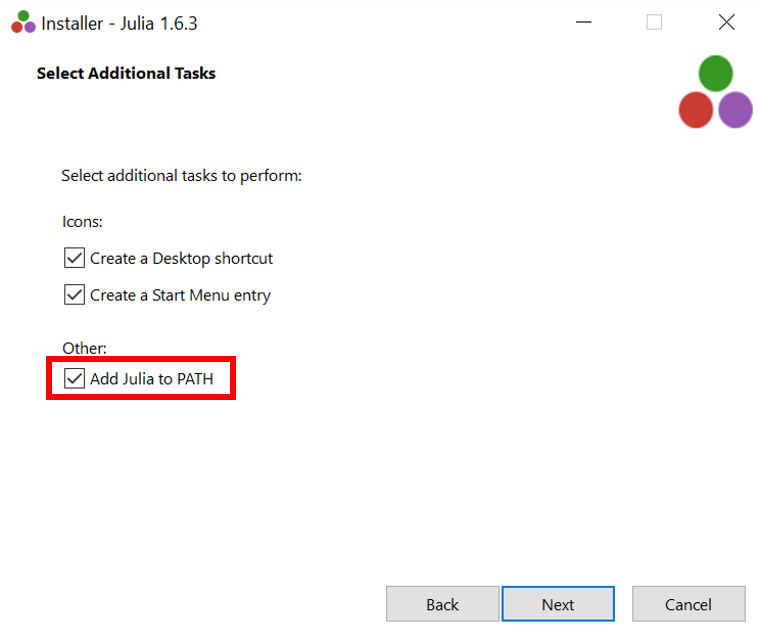 Installer - Julia 1.6.3
Select Additional Tasks
Select additional tasks to perform:
Icons:
Create a Desktop shortcut
Create a Start Menu entry
Other:
Add Julia to PATH
Back Next Cancel